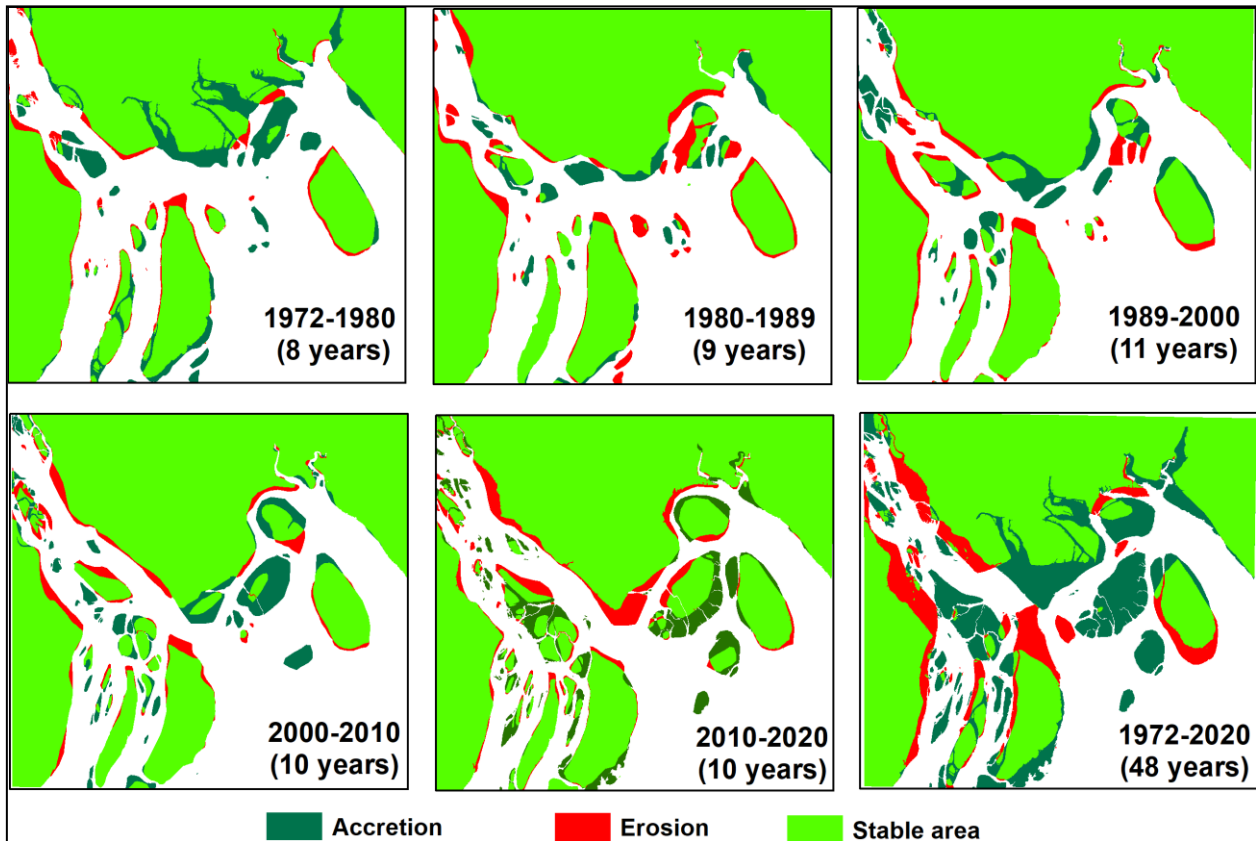 1972-1980
(8 years)
1980-1989
(9 years)
1989-2000
(11 years)
2000-2010
(10 years)
2010-2020
(10 years)
1972-2020
(48 years)
Accretion
Erosion
Stable area